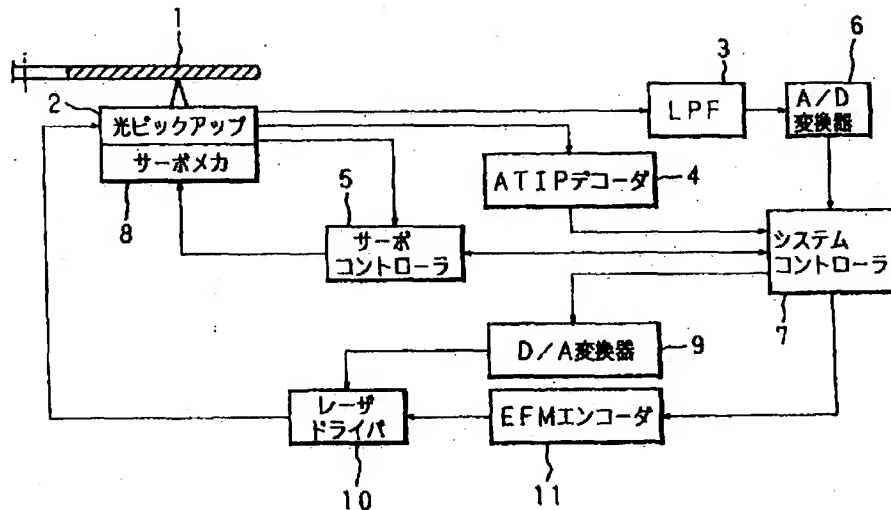 1
3
6
2
光ピックアップ
サーボメカ
8
LPF
A/D
変換器
ATIPデコーダ
4
5
サーボ
コントローラ
システム
コントローラ
7
D/A変換器
9
レーザ
ドライバ
10
EFMエンコーダ
11